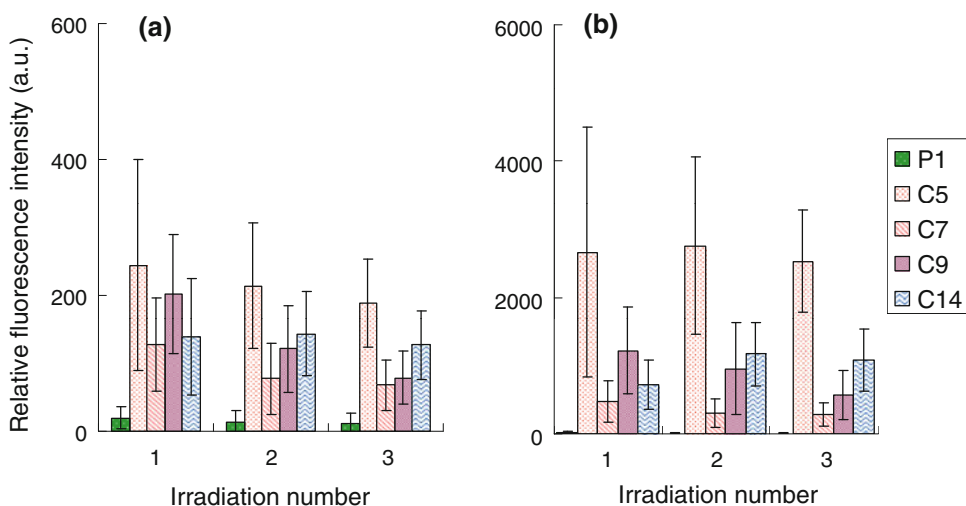 (a)
Relative fluorescence intensity (a.u.)
600
400
200
0
1
2
3
Irradiation number
(b)
6000
4000
2000
0
1
2
3
Irradiation number
P1
C5
C7
C9
C14